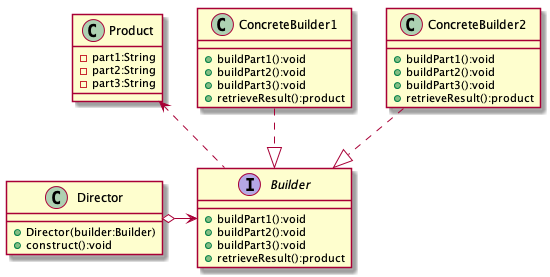 C Product
part1:String
part2:String
part3:String
C ConcreteBuilder1
buildPart1():void
buildPart2():void
buildPart3():void
retrieveResult():product
C ConcreteBuilder2
buildPart1():void
buildPart2():void
buildPart3():void
retrieveResult():product
C Director
Director(builder:Builder)
construct():void
I Builder
buildPart1():void
buildPart2():void
buildPart3():void
retrieveResult():product